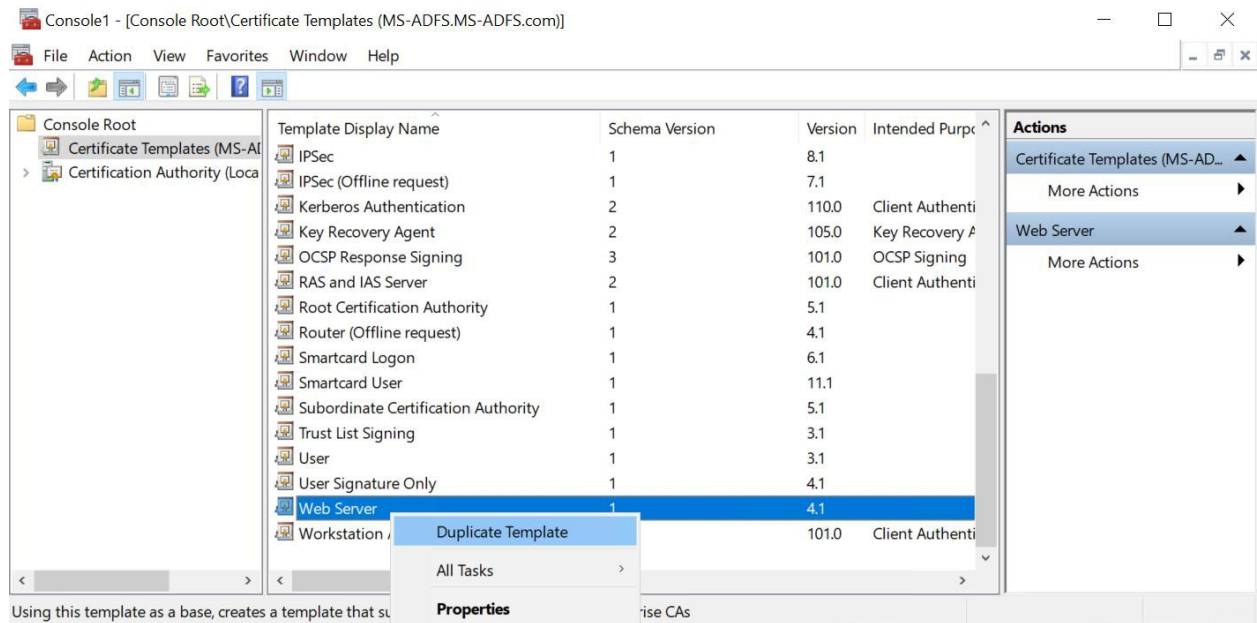 Console1 - [Console Root\Certificate Templates (MS-ADFS.MS-ADFS.com)]
File Action View Favorites Window Help
Console Root
Certificate Templates (MS-AD
Certification Authority (Loca
Template Display Name Schema Version Version Intended Purpo
IPSec 1 8.1
IPSec (Offline request) 1 7.1
Kerberos Authentication 2 110.0 Client Authenti
Key Recovery Agent 2 105.0 Key Recovery A
OCSP Response Signing 3 101.0 OCSP Signing
RAS and IAS Server 2 101.0 Client Authenti
Root Certification Authority 1 5.1
Router (Offline request) 1 4.1
Smartcard Logon 1 6.1
Smartcard User 1 11.1
Subordinate Certification Authority 1 5.1
Trust List Signing 1 3.1
User 1 3.1
User Signature Only 1 4.1
Web Server 1 4.1
Workstation 101.0 Client Authenti
Duplicate Template
All Tasks
Properties
Actions
Certificate Templates (MS-AD...
More Actions
Web Server
More Actions
Using this template as a base, creates a template that su rise CAs